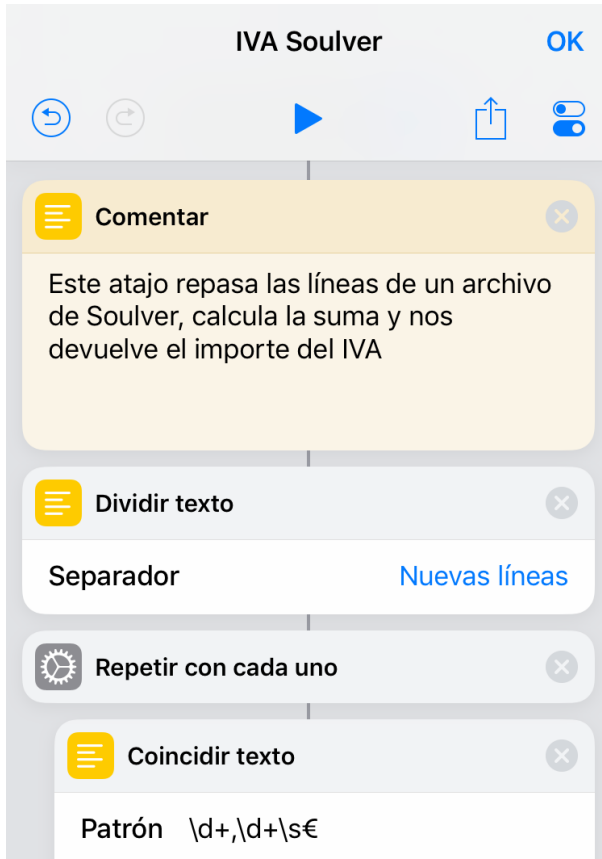 IVA Soulver OK
Comentar
Este atajo repasa las líneas de un archivo
de Soulver, calcula la suma y nos
devuelve el importe del IVA
Dividir texto
Separador Nuevas líneas
Repetir con cada uno
Coincidir texto
Patrón \d+,\d+\s€